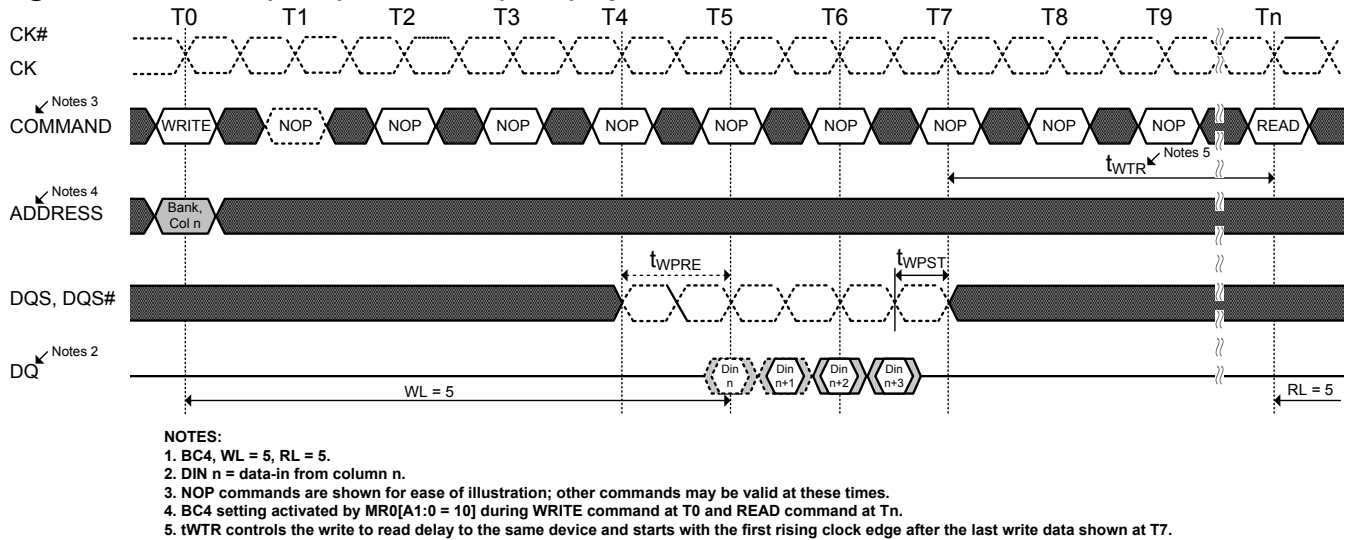 T0 T1 T2 T3 T4 T5 T6 T7 T8 T9 Tn
CK#
CK
Notes 3
COMMAND WRITE NOP NOP NOP NOP NOP NOP NOP NOP NOP READ
tWTR Notes 5
Notes 4
ADDRESS Bank, Col n
tWPRE tWPST
DQS, DQS#
Notes 2
DQ Din n Din n+1 Din n+2 Din n+3
WL = 5 RL = 5
NOTES:
1. BC4, WL = 5, RL = 5.
2. DIN n = data-in from column n.
3. NOP commands are shown for ease of illustration; other commands may be valid at these times.
4. BC4 setting activated by MR0[A1:0 = 10] during WRITE command at T0 and READ command at Tn.
5. tWTR controls the write to read delay to the same device and starts with the first rising clock edge after the last write data shown at T7.